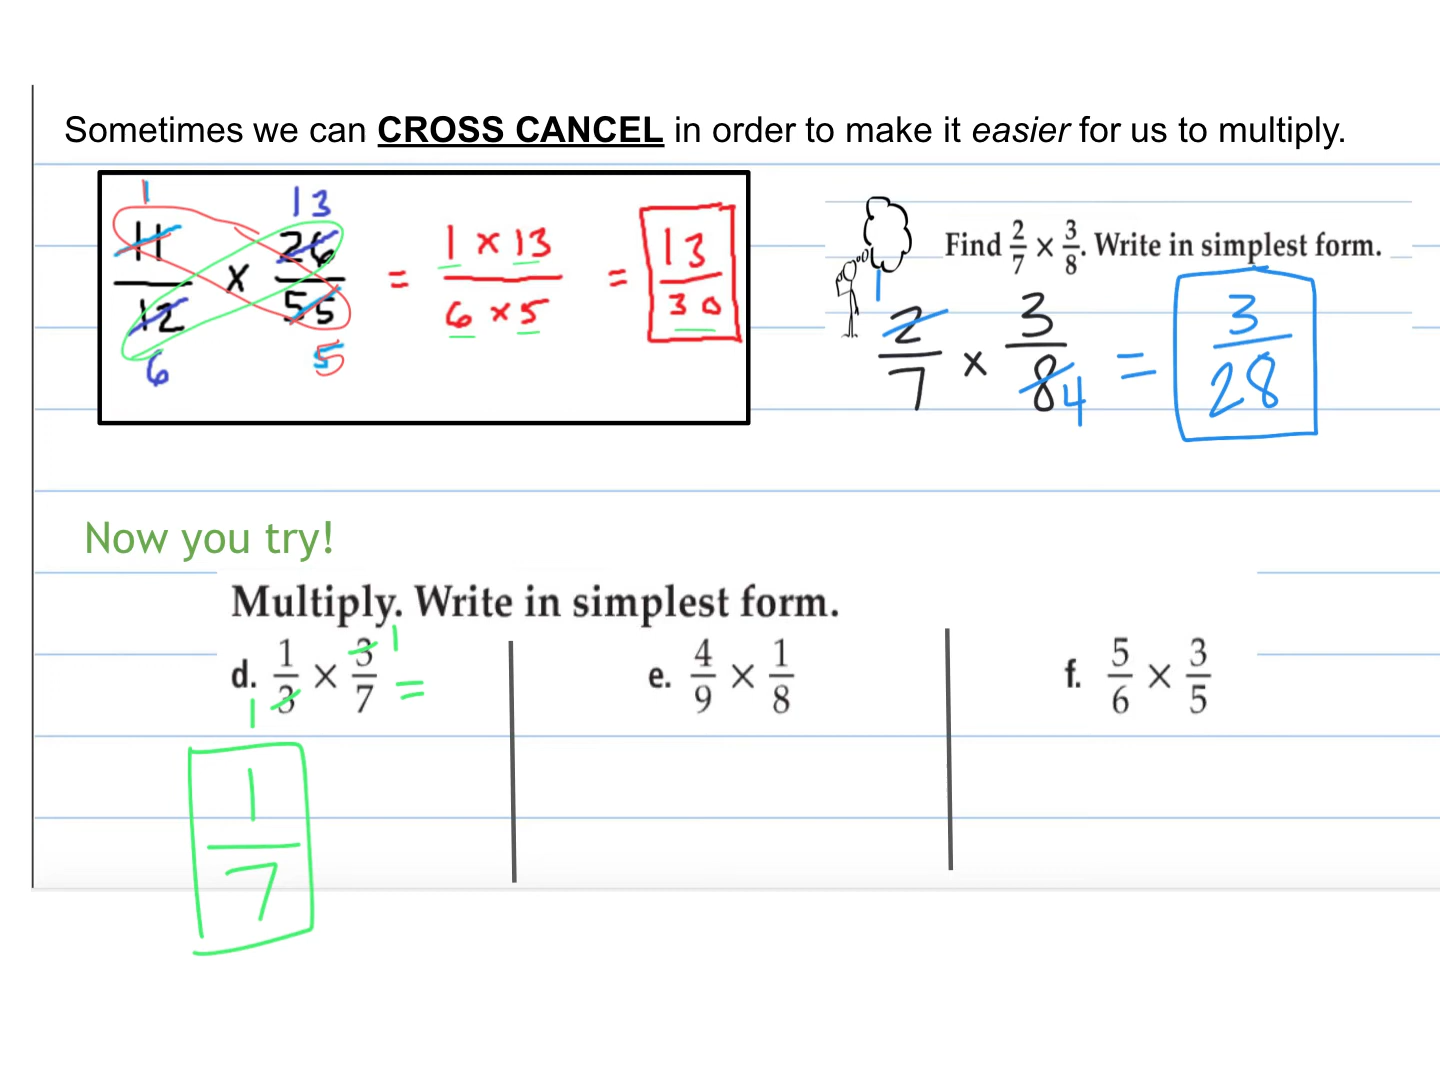 Sometimes we can CROSS CANCEL in order to make it easier for us to multiply.
1 13
11/12 × 26/55 = 1 × 13/6 × 5 = 13/30
6 5
Find 2/7 × 3/8. Write in simplest form.
1
2/7 × 3/8 4 = 3/28
Now you try!
Multiply. Write in simplest form.
1
d. 1/3 × 3/7 =
1
1/7
e. 4/9 × 1/8
f. 5/6 × 3/5